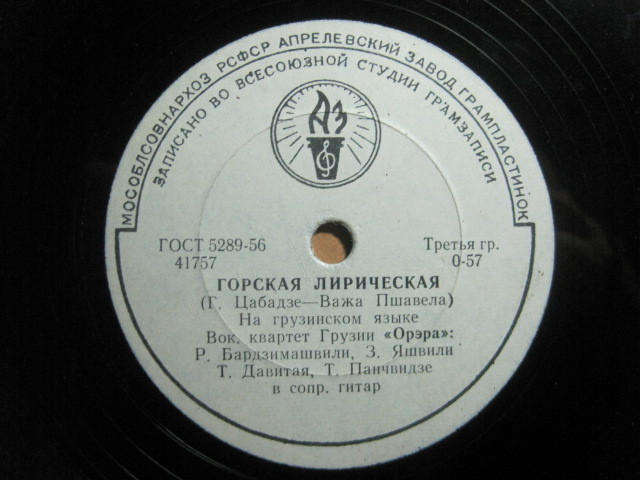 МОСОБЛСОВНАРХОЗ РСФСР АПРЕЛЕВСКИЙ ЗАВОД ГРАМПЛАСТИНОК
ЗАПИСАНО ВО ВСЕСОЮЗНОЙ СТУДИИ ГРАМЗАПИСИ
АЗ
ГОСТ 5289-56
41757
Третья гр.
0-57
ГОРСКАЯ ЛИРИЧЕСКАЯ
(Г. Цабадзе—Важа Пшавела)
На грузинском языке
Вок. квартет Грузии «Орэра»:
Р. Бардзимашвили, З. Яшвили
Т. Давитая, Т. Панчвидзе
в сопр. гитар